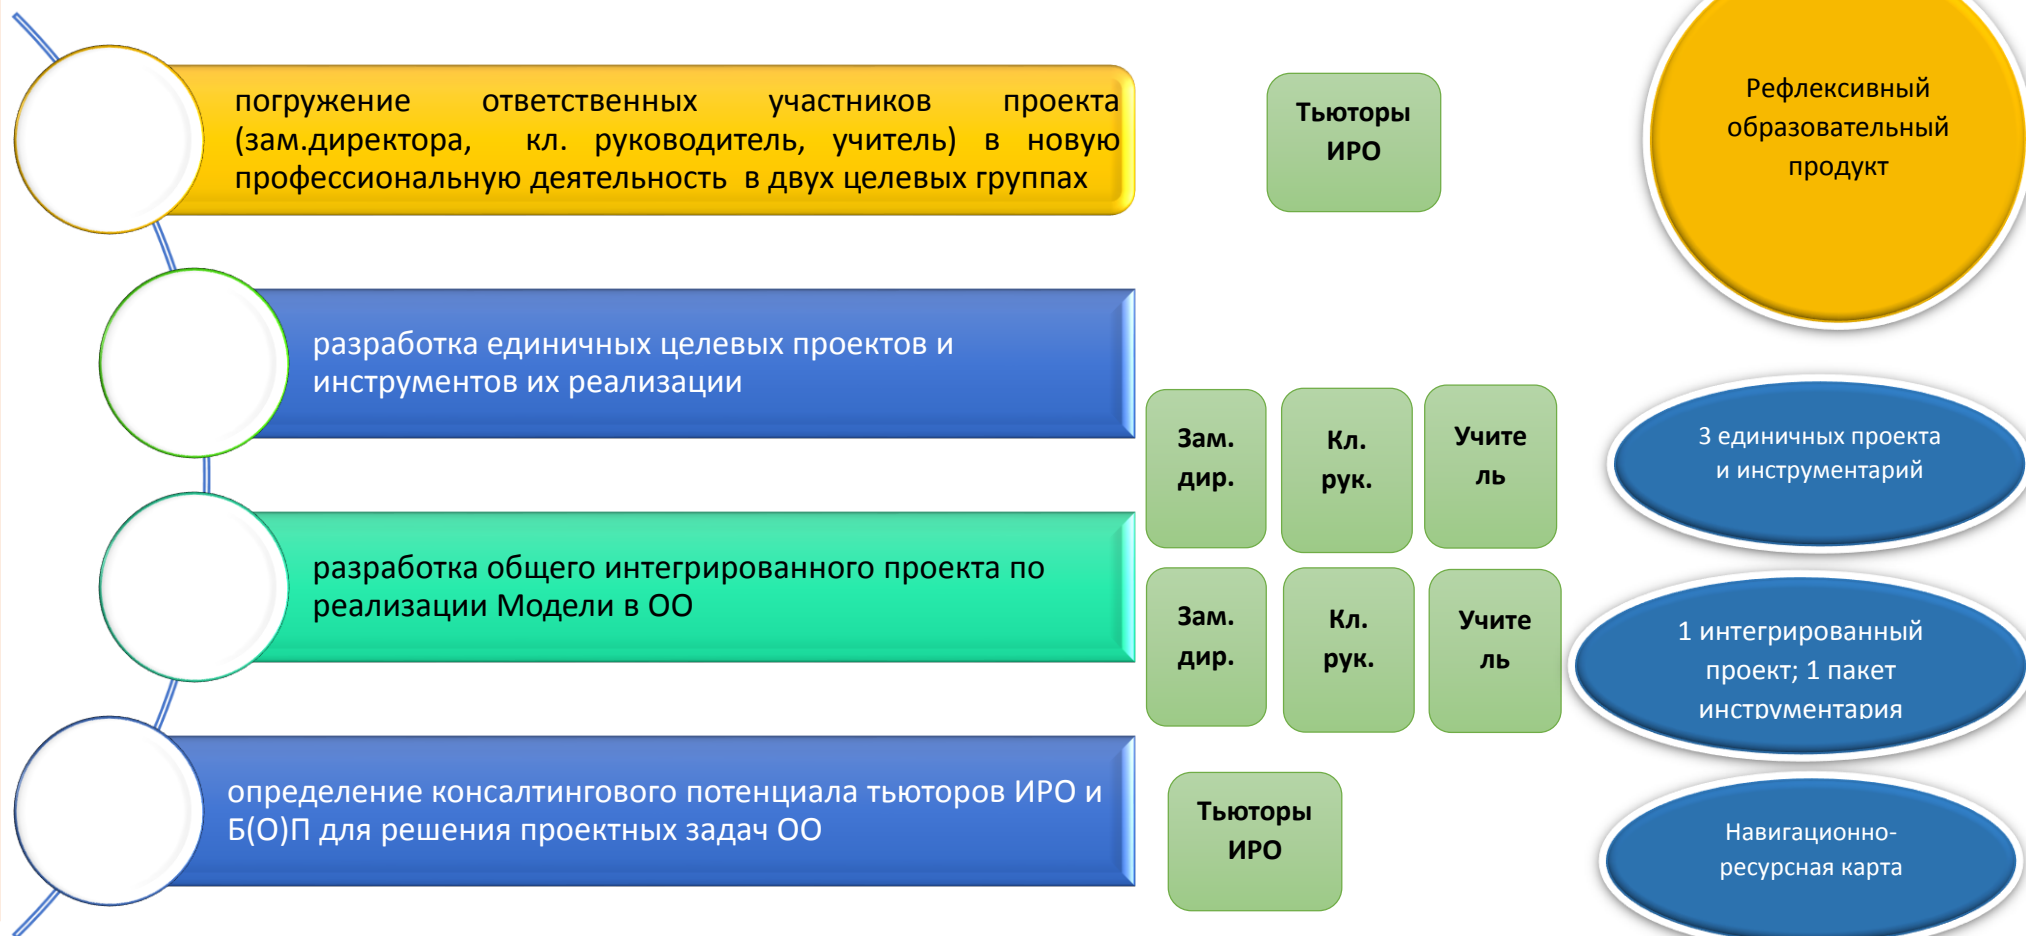 погружение ответственных участников проекта
(зам.директора, кл. руководитель, учитель) в новую
профессиональную деятельность в двух целевых группах
Тьюторы
ИРО
Рефлексивный
образовательный
продукт
разработка единичных целевых проектов и
инструментов их реализации
Зам.
дир.
Кл.
рук.
Учите
ль
3 единичных проекта
и инструментарий
разработка общего интегрированного проекта по
реализации Модели в ОО
Зам.
дир.
Кл.
рук.
Учите
ль
1 интегрированный
проект; 1 пакет
инструментария
определение консалтингового потенциала тьюторов ИРО и
Б(О)П для решения проектных задач ОО
Тьюторы
ИРО
Навигационно-
ресурсная карта